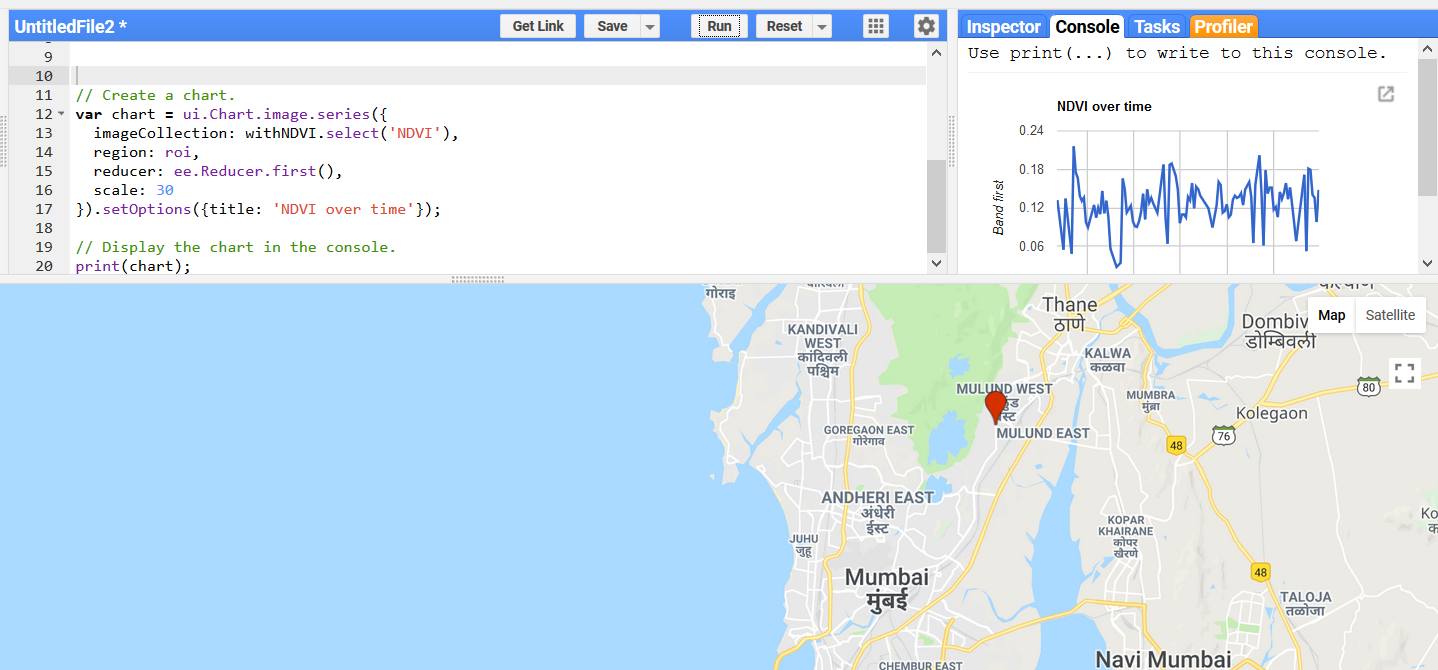 UntitledFile2 *
Get Link
Save
Run
Reset
9
10
11 // Create a chart.
12 var chart = ui.Chart.image.series({
13 imageCollection: withNDVI.select('NDVI'),
14 region: roi,
15 reducer: ee.Reducer.first(),
16 scale: 30
17 }).setOptions({title: 'NDVI over time'});
18
19 // Display the chart in the console.
20 print(chart);
Inspector
Console
Tasks
Profiler
Use print(...) to write to this console.
NDVI over time
Band first
0.24
0.18
0.12
0.06
Map
Satellite
गोराइ
Thane
ठाणे
Dombiv
डोम्बिवली
KANDIVALI
WEST
कांदिवली
पश्चिम
KALWA
कळवा
80
MULUND WEST
MUMBRA
मुंब्रा
Kolegaon
GOREGAON EAST
गोरेगाव
MULUND EAST
76
48
ANDHERI EAST
अंधेरी
ईस्ट
KOPAR
KHAIRANE
कोपर
खैरणे
Ko
JUHU
जुहू
48
Mumbai
मुंबई
TALOJA
तळोजा
Navi Mumbai
CHEMBUR EAST